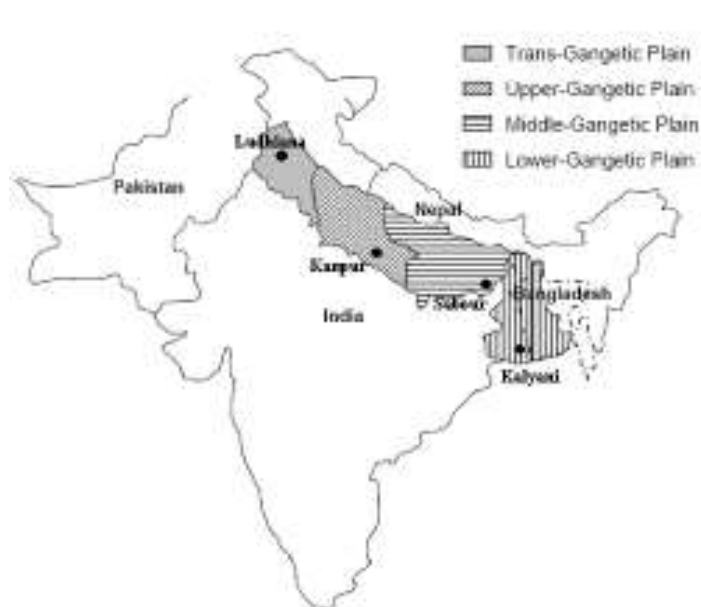 Trans-Gangetic Plain
Upper-Gangetic Plain
Middle-Gangetic Plain
Lower-Gangetic Plain
Ludhiana
Pakistan
Nepal
Kanpur
Bangladesh
Sabour
India
Kalyani